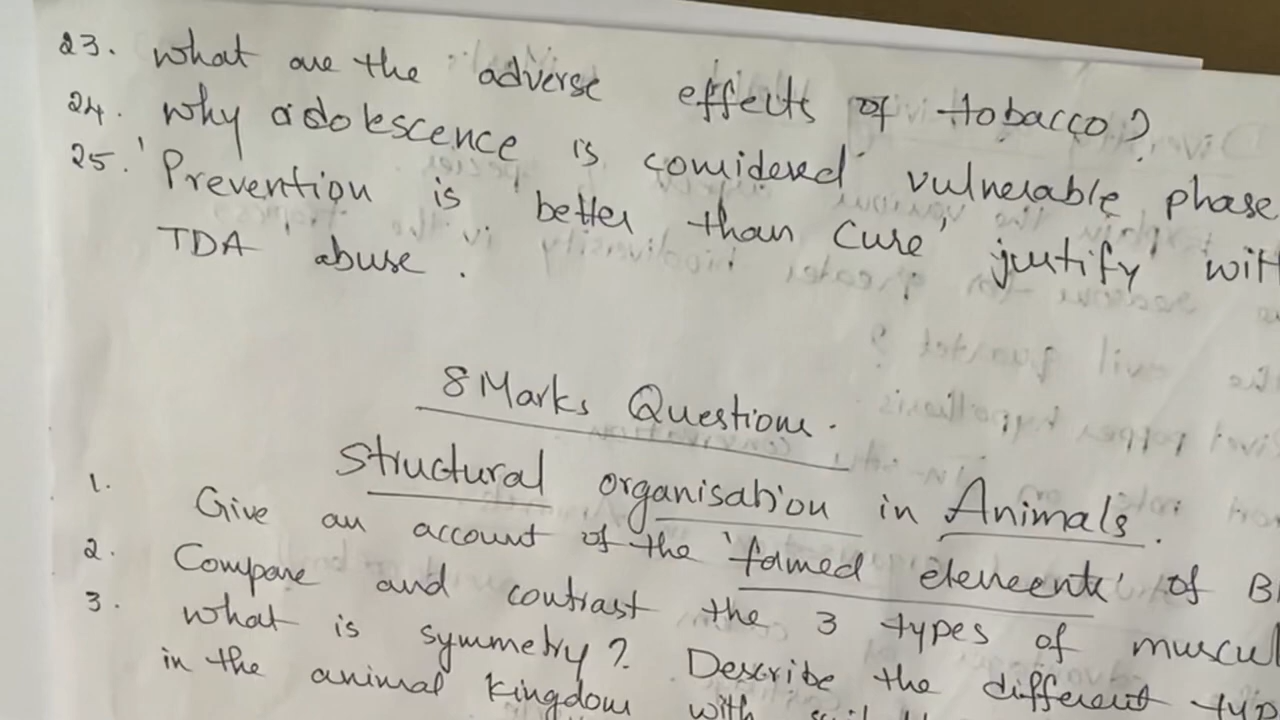 23. What are the adverse effects of tobacco?
24. Why adolescence is considered vulnerable phase
25. 'Prevention is better than cure' justify with
TDA abuse.
8 Marks Questions.
Structural organisation in Animals.
1. Give an account of the 'formed elements' of Bl
2. Compare and contrast the 3 types of muscul
3. What is symmetry? Describe the different typ
in the animal kingdom with